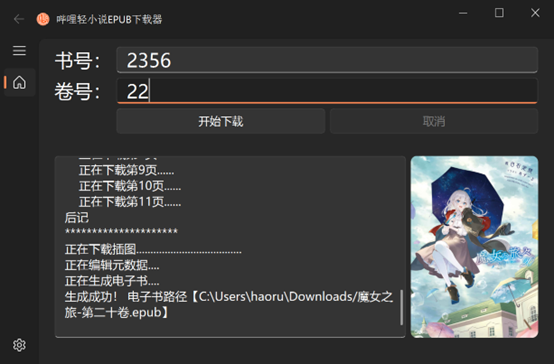 哔哩轻小说EPUB下载器
书号： 2356
卷号： 22
开始下载 取消
正在下载第9页......
正在下载第10页......
正在下载第11页......
后记
**********************
正在下载插图.......................................
正在编辑元数据....
正在生成电子书....
生成成功！ 电子书路径【C:\Users\haoru\Downloads/魔女之
旅-第二十卷.epub】
魔女之旅